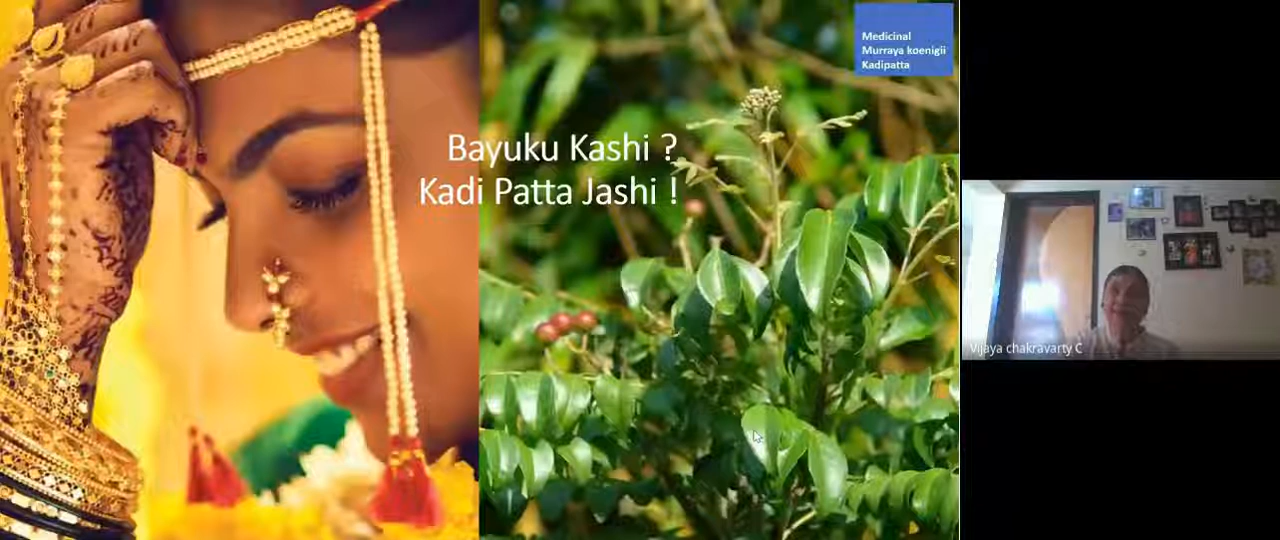 Medicinal
Murraya koenigii
Kadipatta
Bayuku Kashi ?
Kadi Patta Jashi !
Vijaya chakravarty C